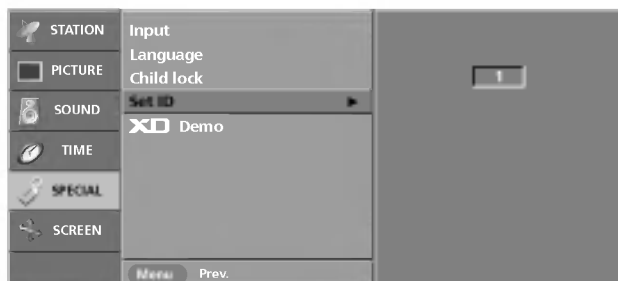 STATION
PICTURE
SOUND
TIME
SPECIAL
SCREEN
Input
Language
Child lock
Set ID
XD Demo
Menu Prev.
1